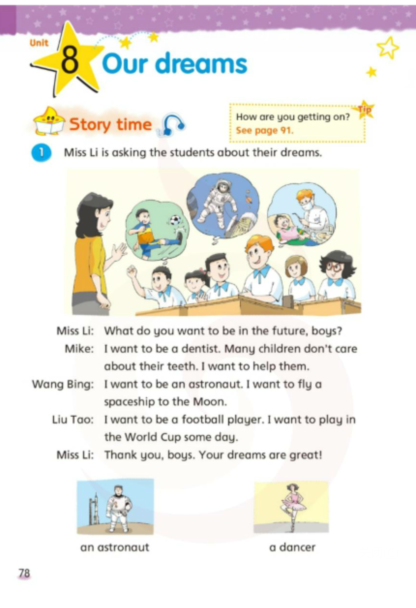 Unit
8 Our dreams
Story time
Tip
How are you getting on?
See page 91.
1 Miss Li is asking the students about their dreams.
Miss Li: What do you want to be in the future, boys?
Mike: I want to be a dentist. Many children don't care
about their teeth. I want to help them.
Wang Bing: I want to be an astronaut. I want to fly a
spaceship to the Moon.
Liu Tao: I want to be a football player. I want to play in
the World Cup some day.
Miss Li: Thank you, boys. Your dreams are great!
an astronaut
a dancer
78